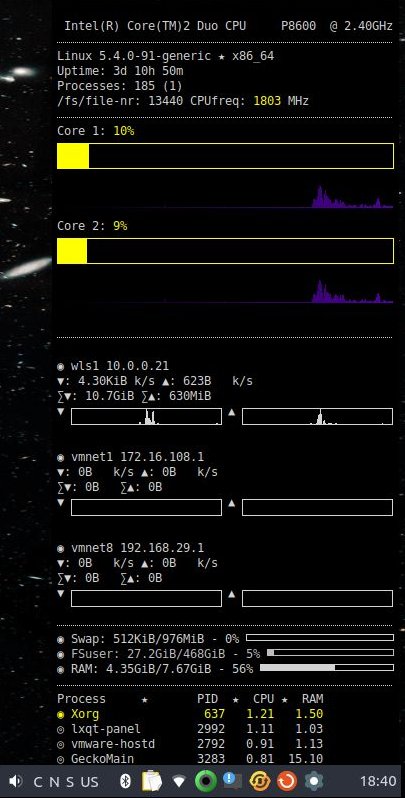 Intel(R) Core(TM)2 Duo CPU P8600 @ 2.40GHz
Linux 5.4.0-91-generic ★ x86_64
Uptime: 3d 10h 50m
Processes: 185 (1)
/fs/file-nr: 13440 CPUfreq: 1803 MHz
Core 1: 10%
Core 2: 9%
◉ wls1 10.0.0.21
▼: 4.30KiB k/s ▲: 623B k/s
∑▼: 10.7GiB ∑▲: 630MiB
▼ ▲
◉ vmnet1 172.16.108.1
▼: 0B k/s ▲: 0B k/s
∑▼: 0B ∑▲: 0B
▼ ▲
◉ vmnet8 192.168.29.1
▼: 0B k/s ▲: 0B k/s
∑▼: 0B ∑▲: 0B
▼ ▲
◉ Swap: 512KiB/976MiB - 0%
◉ FSuser: 27.2GiB/468GiB - 5%
◉ RAM: 4.35GiB/7.67GiB - 56%
Process ★ PID ★ CPU ★ RAM
◉ Xorg 637 1.21 1.50
◎ lxqt-panel 2992 1.11 1.03
◎ vmware-hostd 2792 0.91 1.13
◎ GeckoMain 3283 0.81 15.10
C N S US 18:40